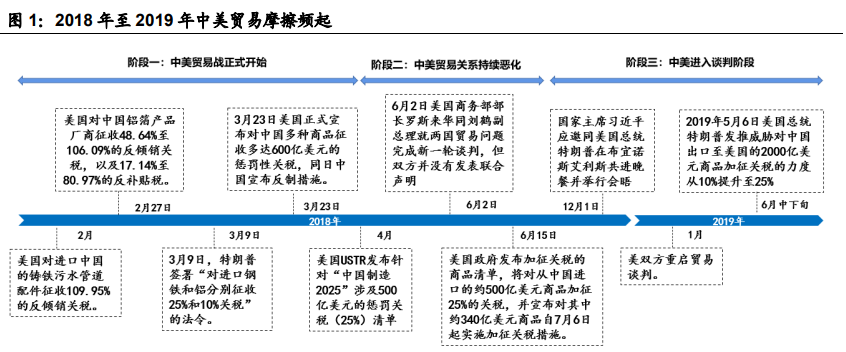 图 1：2018 年至 2019 年中美贸易摩擦频起
阶段一：中美贸易战正式开始
阶段二：中美贸易关系持续恶化
阶段三：中美进入谈判阶段
美国对中国铝箔产品
厂商征收48.64%至
106.09%的反倾销关
税，以及17.14%至
80.97%的反补贴税。
3月23日美国正式宣
布对中国多种商品征
收多达600亿美元的
惩罚性关税，同日中
国宣布反制措施。
6月2日美国商务部部
长罗斯来华同刘鹤副
总理就两国贸易问题
完成新一轮谈判，但
双方并没有发表联合
声明
国家主席习近平
应邀同美国总统
特朗普在布宜诺
斯艾利斯共进晚
餐并举行会晤
2019年5月6日美国总统
特朗普发推威胁对中国
出口至美国的2000亿美
元商品加征关税的力度
从10%提升至25%
2月27日
3月23日
6月2日
12月1日
6月中下旬
2018年
2019年
2月
3月9日
4月
6月15日
1月
美国对进口中国
的铸铁污水管道
配件征收109.95%
的反倾销关税。
3月9日，特朗普
签署“对进口钢
铁和铝分别征收
25%和10%关税”
的法令。
美国USTR发布针
对“中国制造
2025”涉及500
亿美元的惩罚关
税（25%）清单
美国政府发布加征关税的
商品清单，将对从中国进
口的约500亿美元商品加征
25%的关税，并宣布对其中
约340亿美元商品自7月6日
起实施加征关税措施。
美双方重启贸易
谈判。